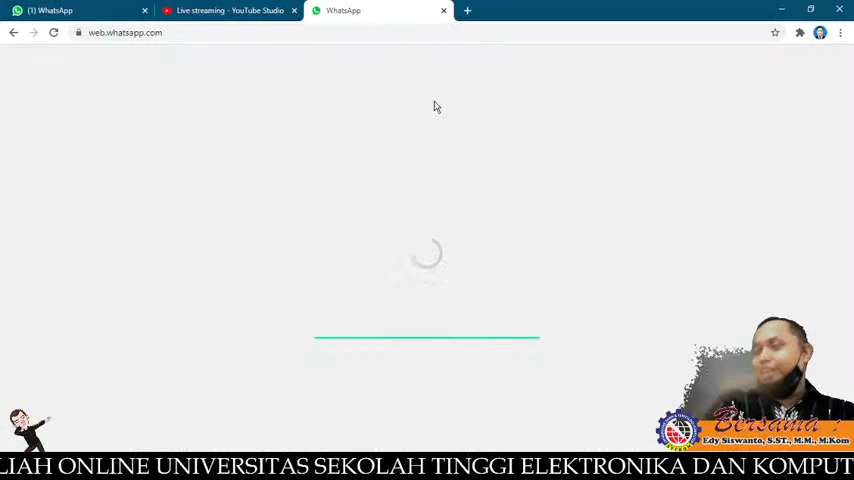 (1) WhatsApp
Live streaming - YouTube Studio
WhatsApp
web.whatsapp.com
Bersama :
Edy Siswanto, S.ST., M.M., M.Kom
LIAH ONLINE UNIVERSITAS SEKOLAH TINGGI ELEKTRONIKA DAN KOMPUT